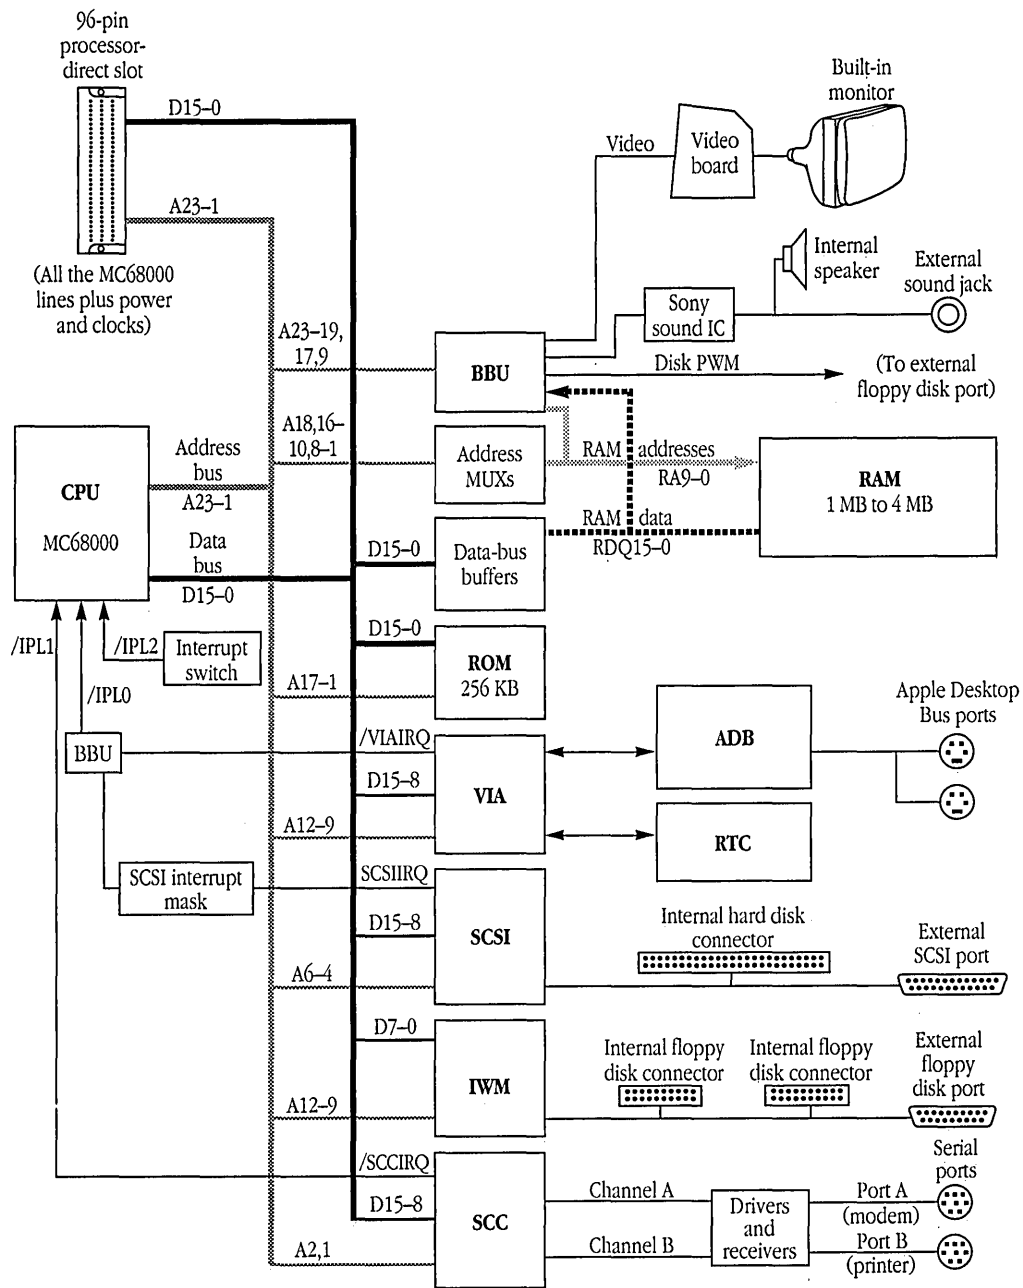 96-pin
processor-
direct slot
D15–0
A23–1
(All the MC68000
lines plus power
and clocks)
Built-in
monitor
Video
Video
board
Internal
speaker
External
sound jack
Sony
sound IC
A23–19,
17,9
BBU
Disk PWM
(To external
floppy disk port)
A18,16–
10,8–1
Address
MUXs
RAM addresses
RA9–0
RAM
1 MB to 4 MB
CPU
MC68000
Address
bus
A23–1
Data
bus
D15–0
D15–0
Data-bus
buffers
RAM data
RDQ15–0
/IPL1
/IPL2
Interrupt
switch
/IPL0
D15–0
ROM
256 KB
A17–1
BBU
/VIAIRQ
D15–8
VIA
A12–9
ADB
Apple Desktop
Bus ports
RTC
SCSI interrupt
mask
SCSIIRQ
D15–8
SCSI
A6–4
Internal hard disk
connector
External
SCSI port
D7–0
IWM
A12–9
Internal floppy
disk connector
Internal floppy
disk connector
External
floppy
disk port
/SCCIRQ
D15–8
SCC
A2,1
Channel A
Channel B
Drivers
and
receivers
Serial
ports
Port A
(modem)
Port B
(printer)